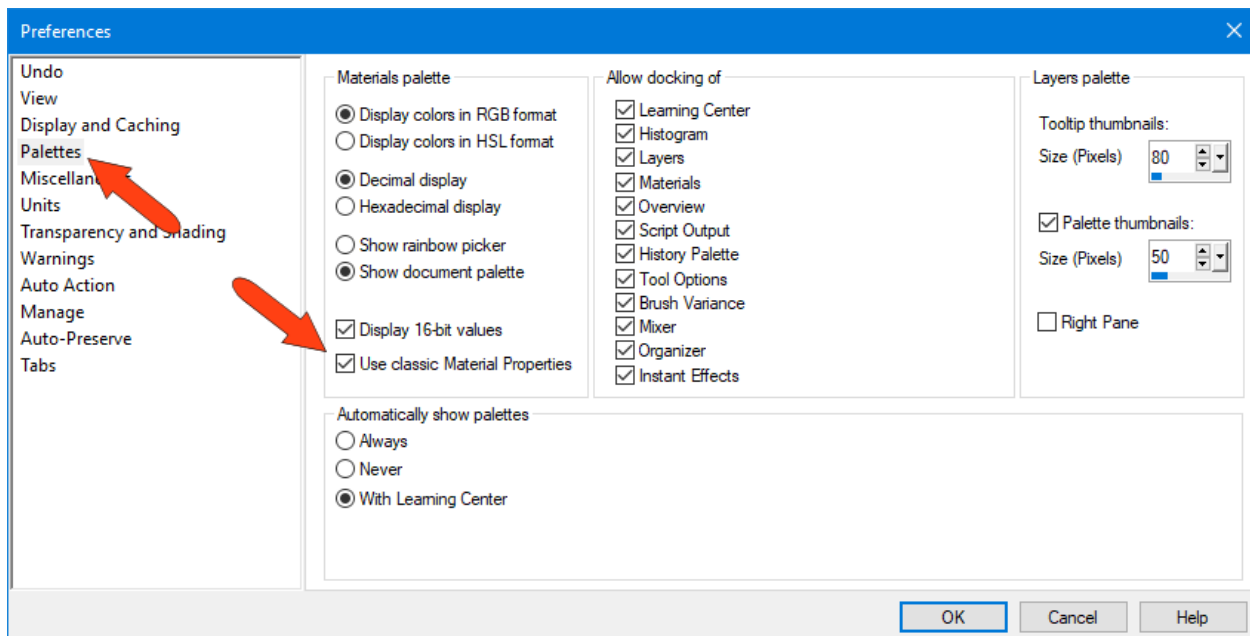 Preferences
Undo
View
Display and Caching
Palettes
Units
Transparency and Shading
Warnings
Auto Action
Manage
Auto-Preserve
Tabs
Materials palette
Display colors in RGB format
Display colors in HSL format
Decimal display
Hexadecimal display
Show rainbow picker
Show document palette
Display 16-bit values
Use classic Material Properties
Allow docking of
Learning Center
Histogram
Layers
Materials
Overview
Script Output
History Palette
Tool Options
Brush Variance
Mixer
Organizer
Instant Effects
Layers palette
Tooltip thumbnails:
Size (Pixels) 80
Palette thumbnails:
Size (Pixels) 50
Right Pane
Automatically show palettes
Always
Never
With Learning Center
OK Cancel Help